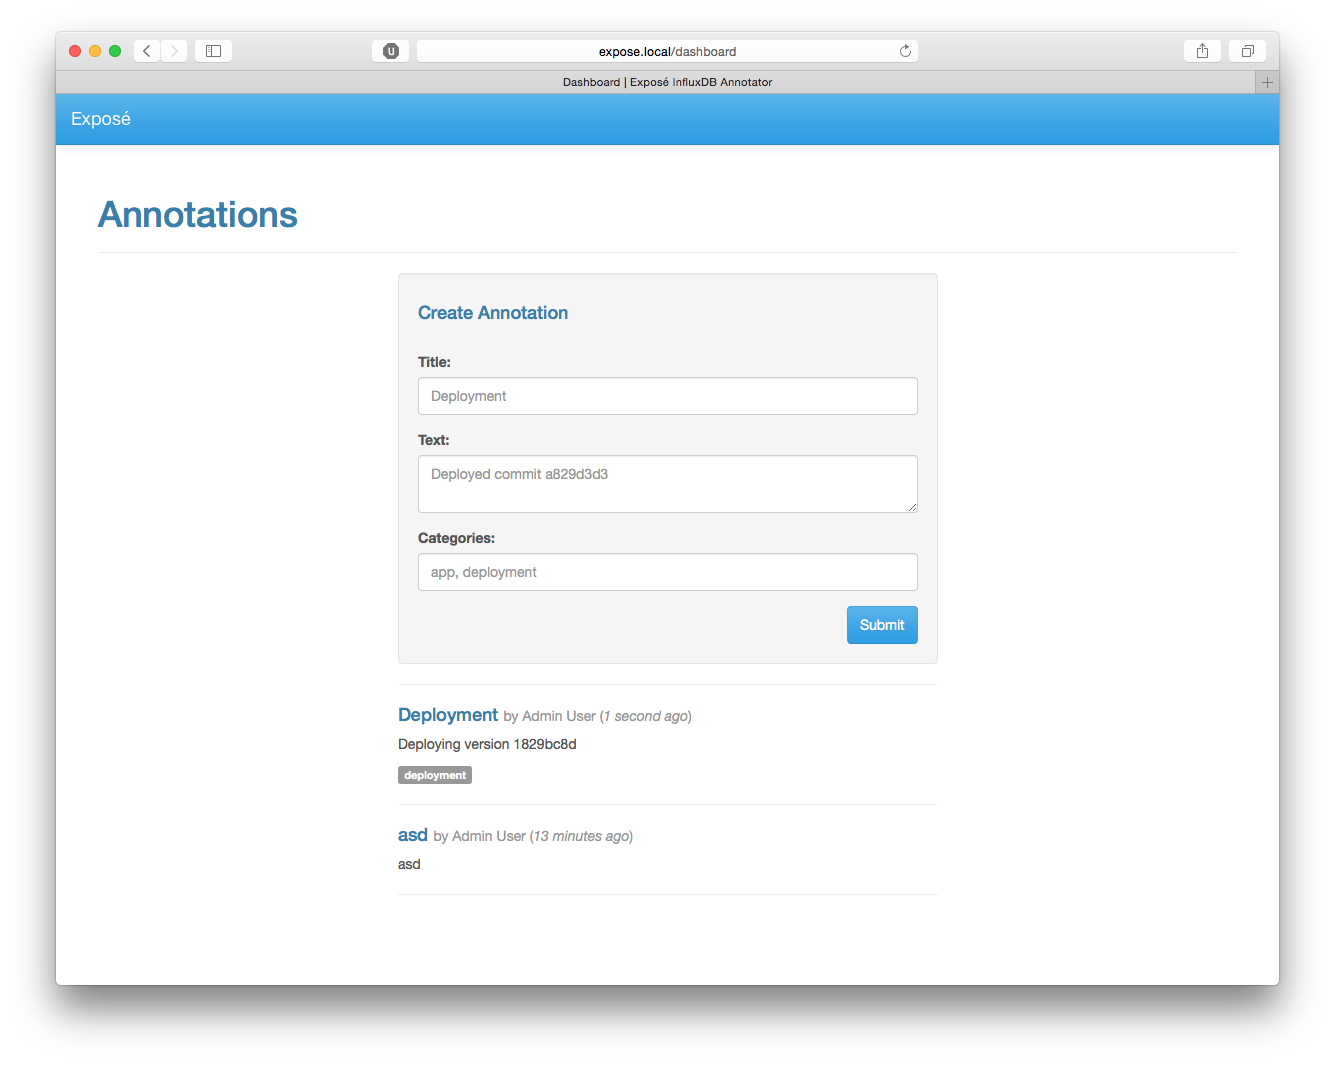 U
expose.local/dashboard
Dashboard | Exposé InfluxDB Annotator
Exposé
Annotations
Create Annotation
Title:
Deployment
Text:
Deployed commit a829d3d3
Categories:
app, deployment
Submit
Deployment by Admin User (1 second ago)
Deploying version 1829bc8d
deployment
asd by Admin User (13 minutes ago)
asd